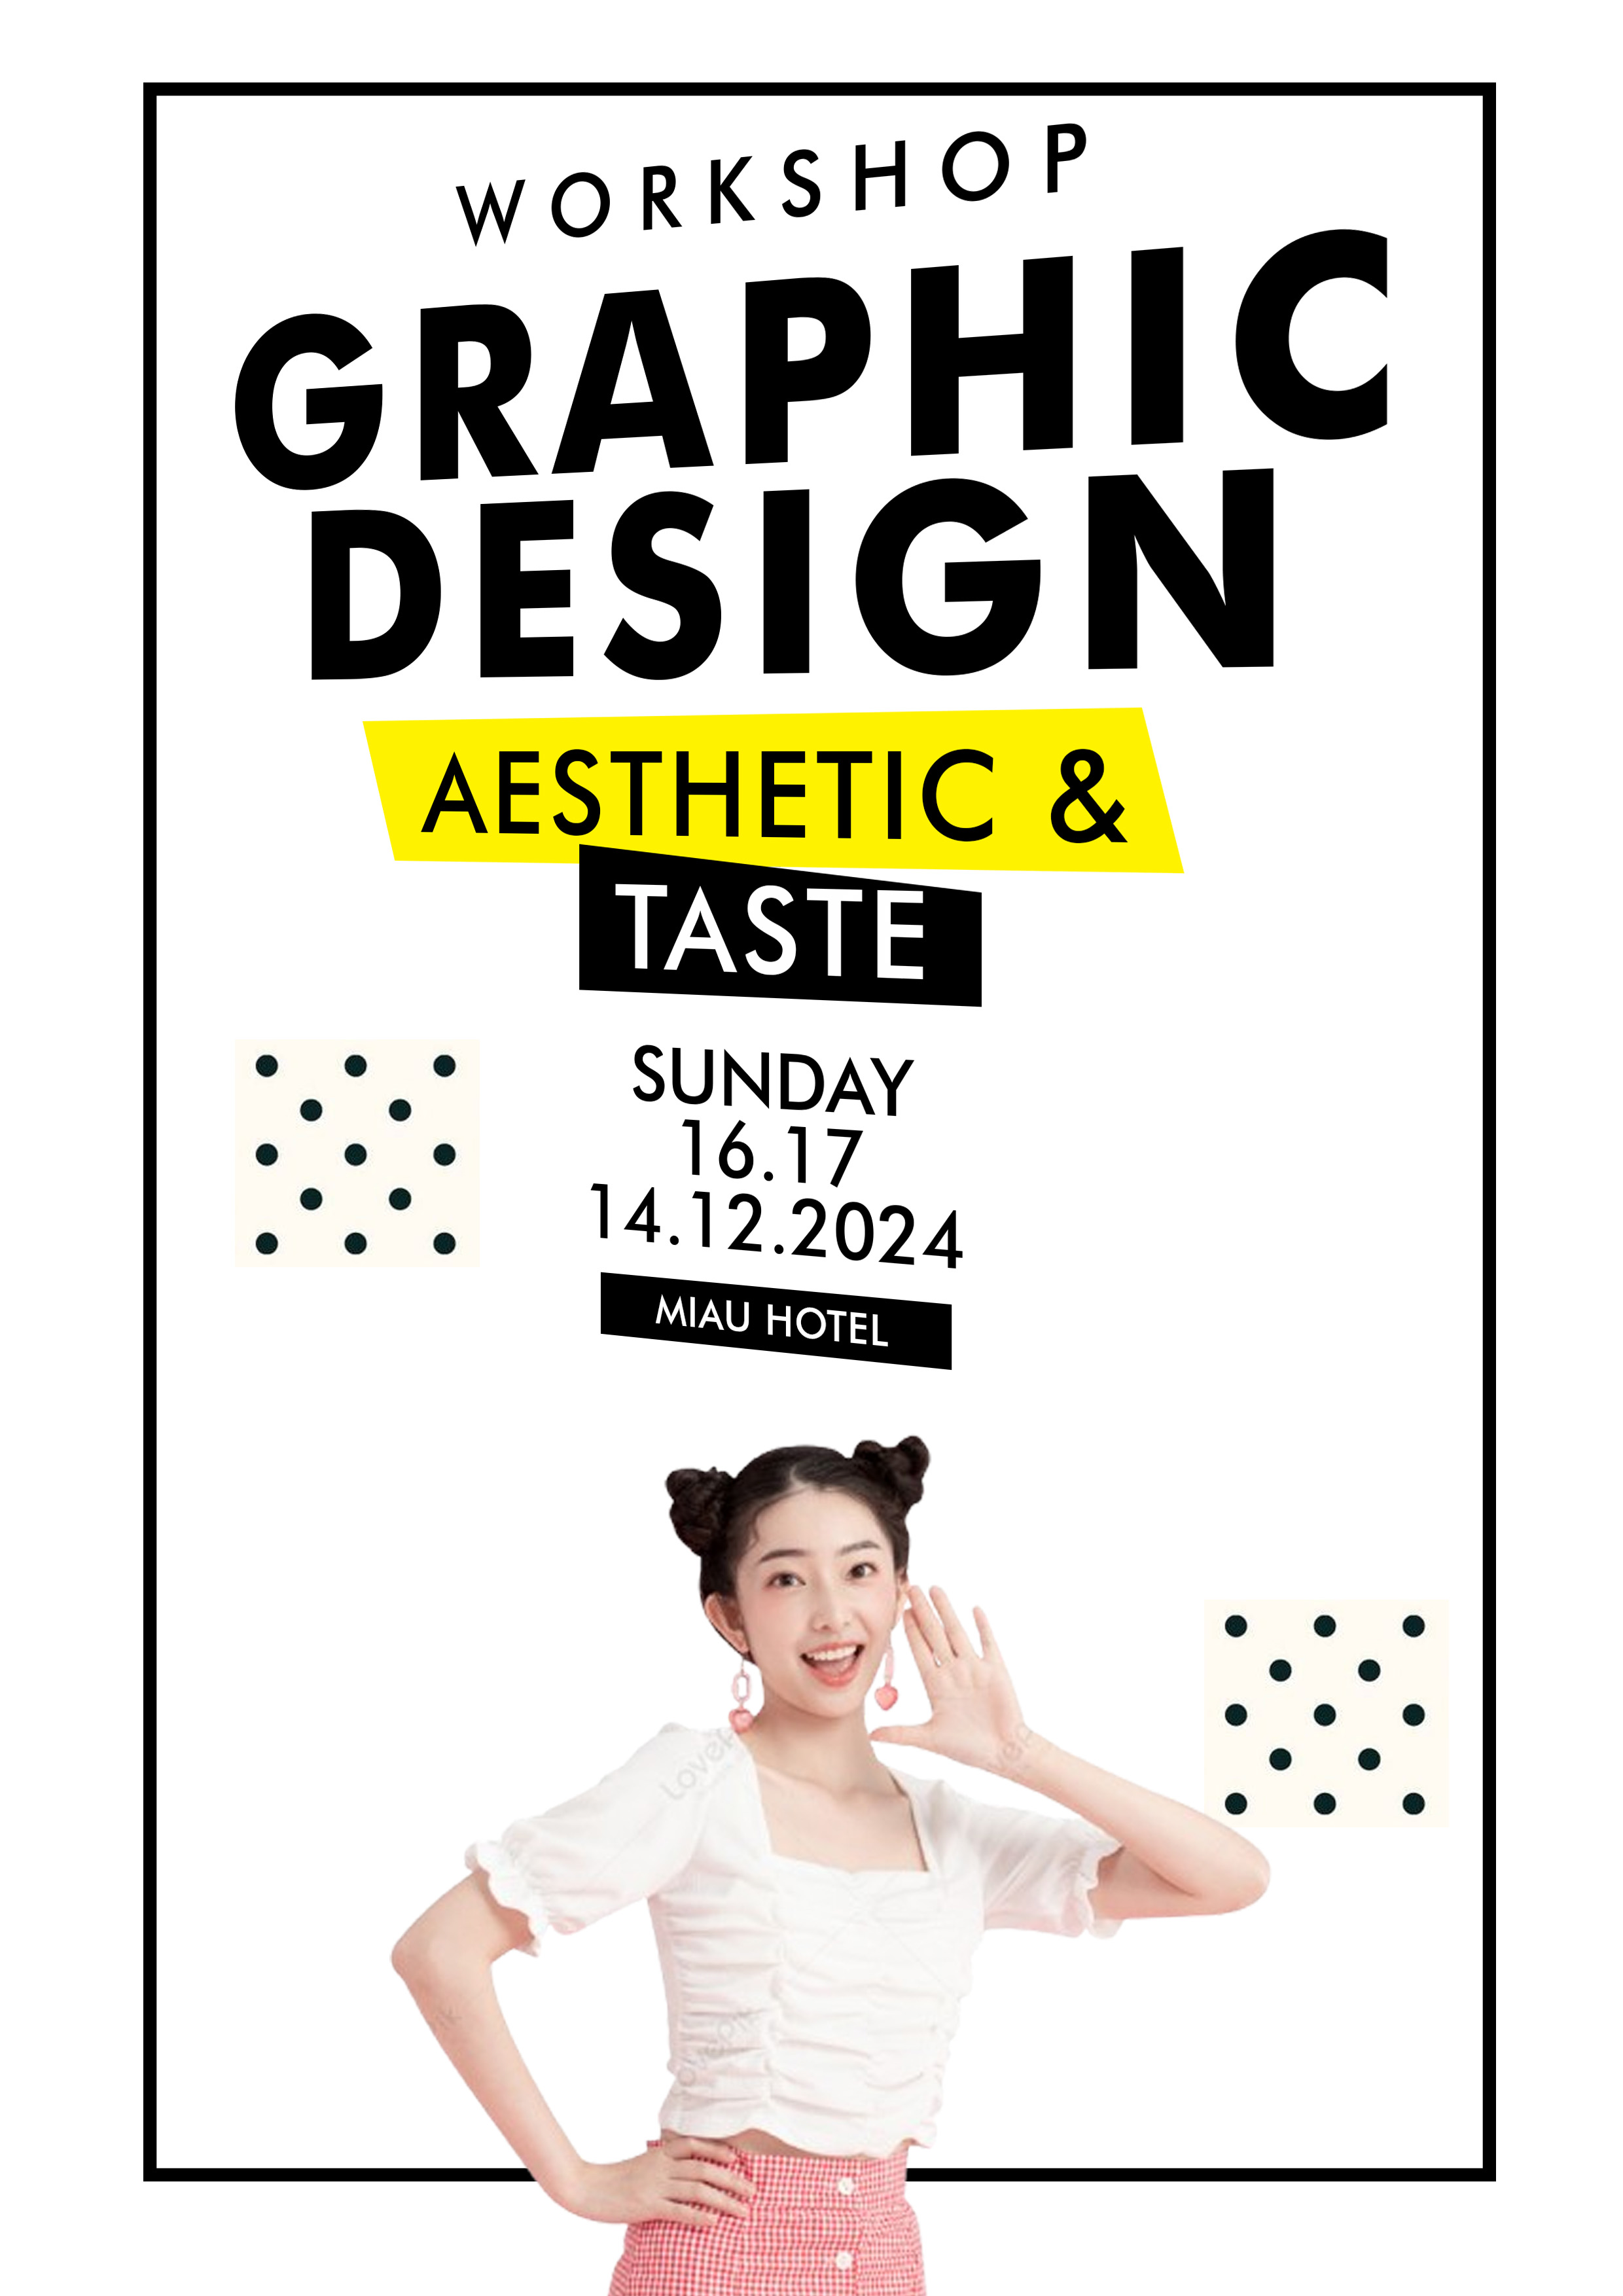 WORKSHOP
GRAPHIC
DESIGN
AESTHETIC &
TASTE
SUNDAY
16.17
14.12.2024
MIAU HOTEL